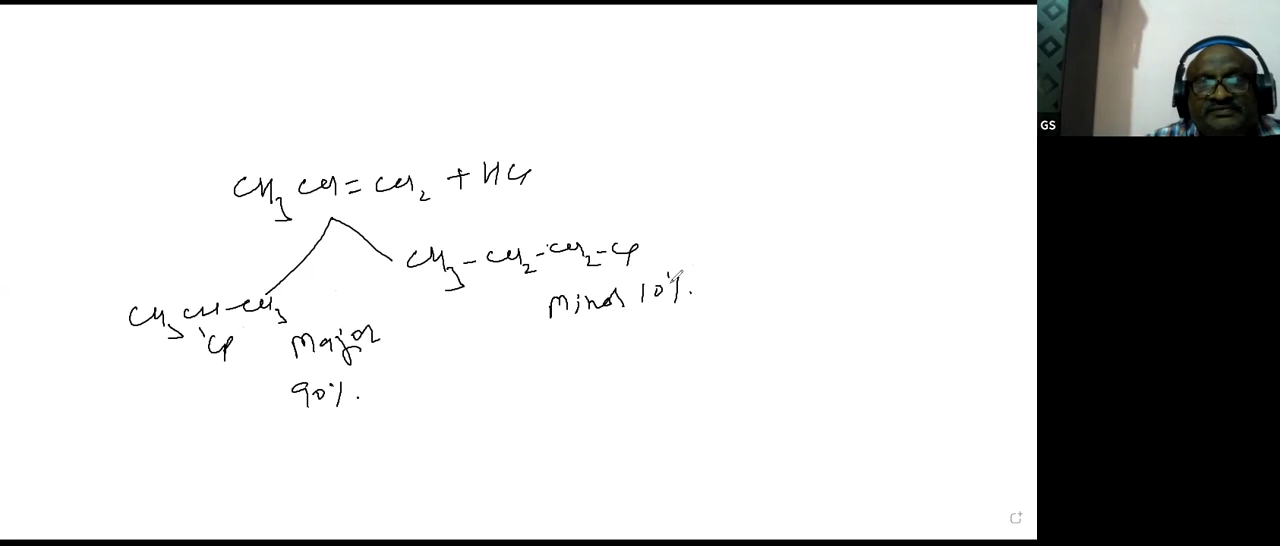 CH3 CH = CH2 + HCl
CH3 - CH2 - CH2 - Cl
Minor 10%.
CH3 CH - CH3
Cl
Major
90%.
GS